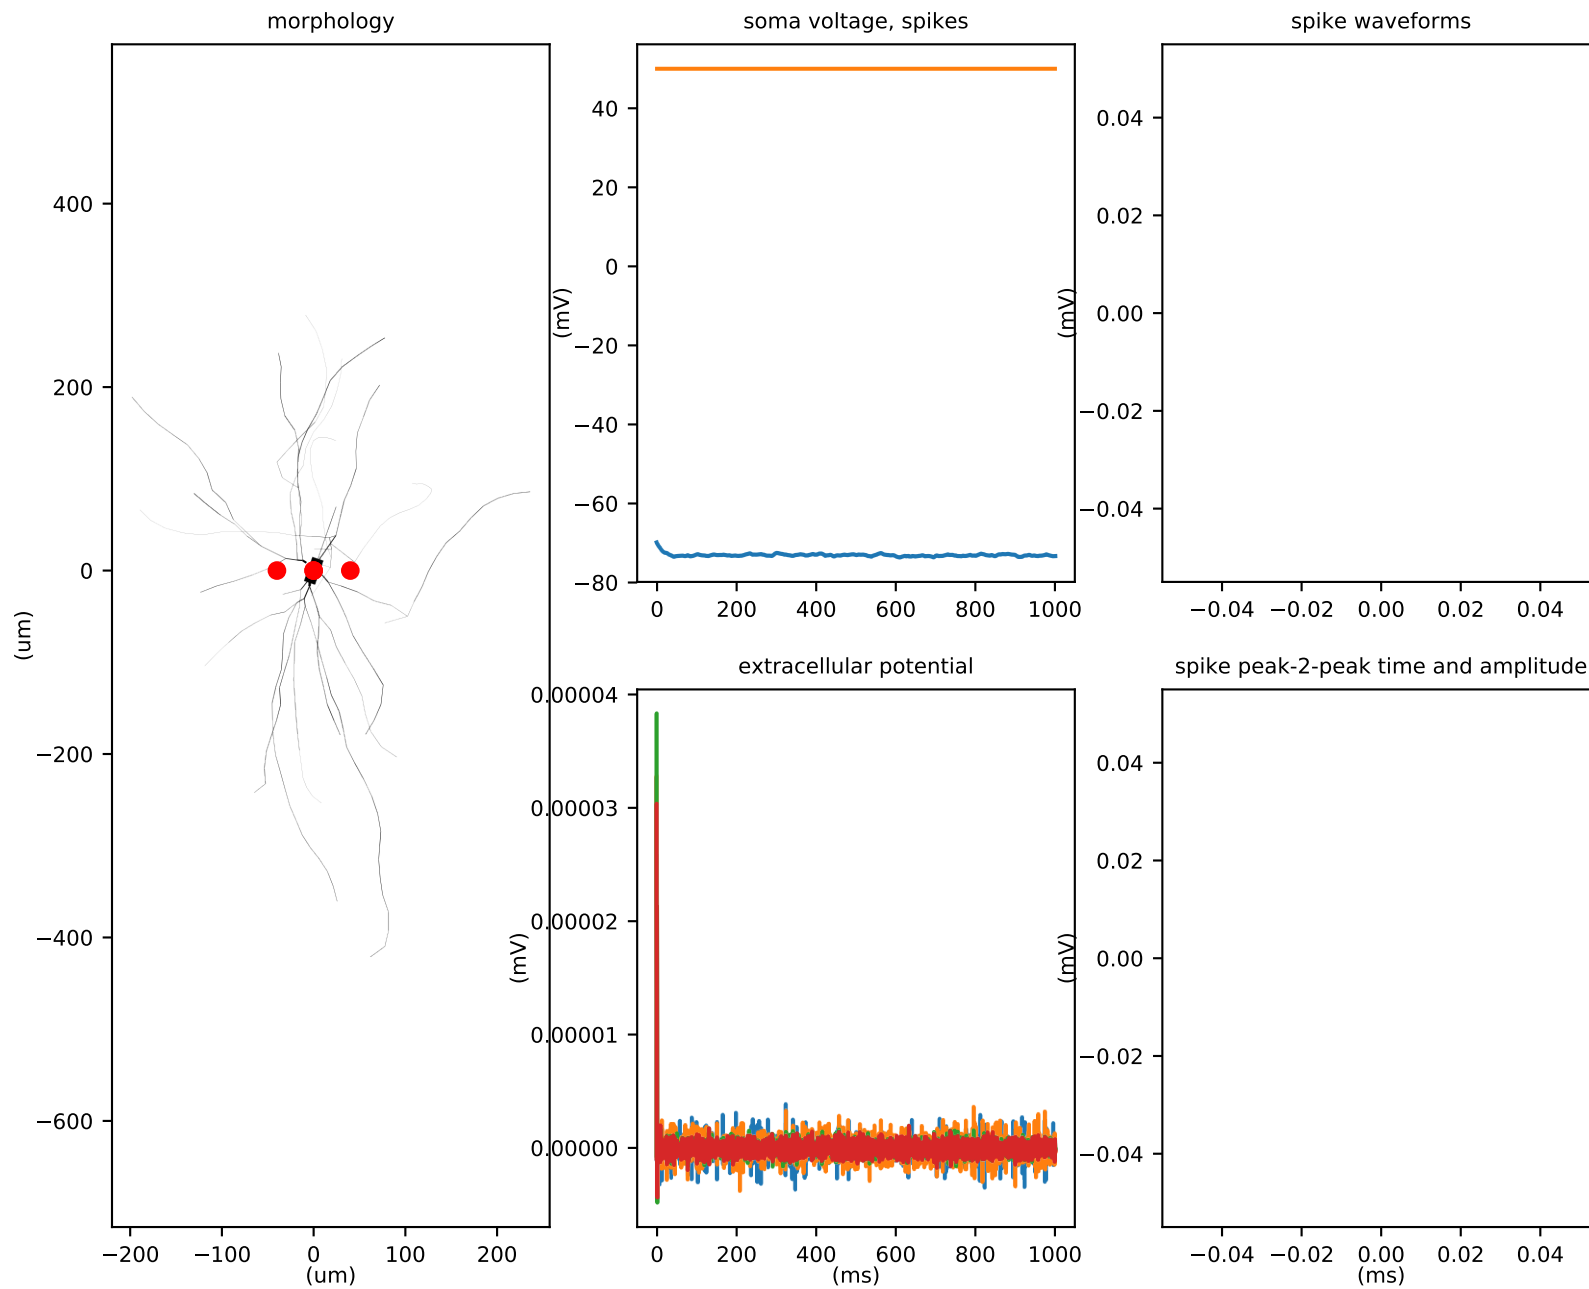 morphology
400
200
0
−200
−400
−600
(um)
−200 −100 0 100 200
(um)
soma voltage, spikes
40
20
0
−20
−40
−60
−80
(mV)
0 200 400 600 800 1000
spike waveforms
0.04
0.02
0.00
−0.02
−0.04
(mV)
−0.04 −0.02 0.00 0.02 0.04
extracellular potential
0.00004
0.00003
0.00002
0.00001
0.00000
(mV)
0 200 400 600 800 1000
(ms)
spike peak-2-peak time and amplitude
0.04
0.02
0.00
−0.02
−0.04
(mV)
−0.04 −0.02 0.00 0.02 0.04
(ms)